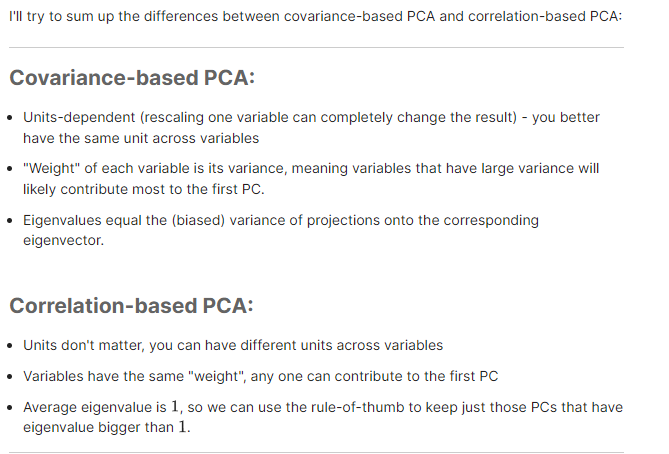 I'll try to sum up the differences between covariance-based PCA and correlation-based PCA:
Covariance-based PCA:
• Units-dependent (rescaling one variable can completely change the result) - you better
have the same unit across variables
• "Weight" of each variable is its variance, meaning variables that have large variance will
likely contribute most to the first PC.
• Eigenvalues equal the (biased) variance of projections onto the corresponding
eigenvector.
Correlation-based PCA:
• Units don't matter, you can have different units across variables
• Variables have the same "weight", any one can contribute to the first PC
• Average eigenvalue is 1, so we can use the rule-of-thumb to keep just those PCs that have
eigenvalue bigger than 1.